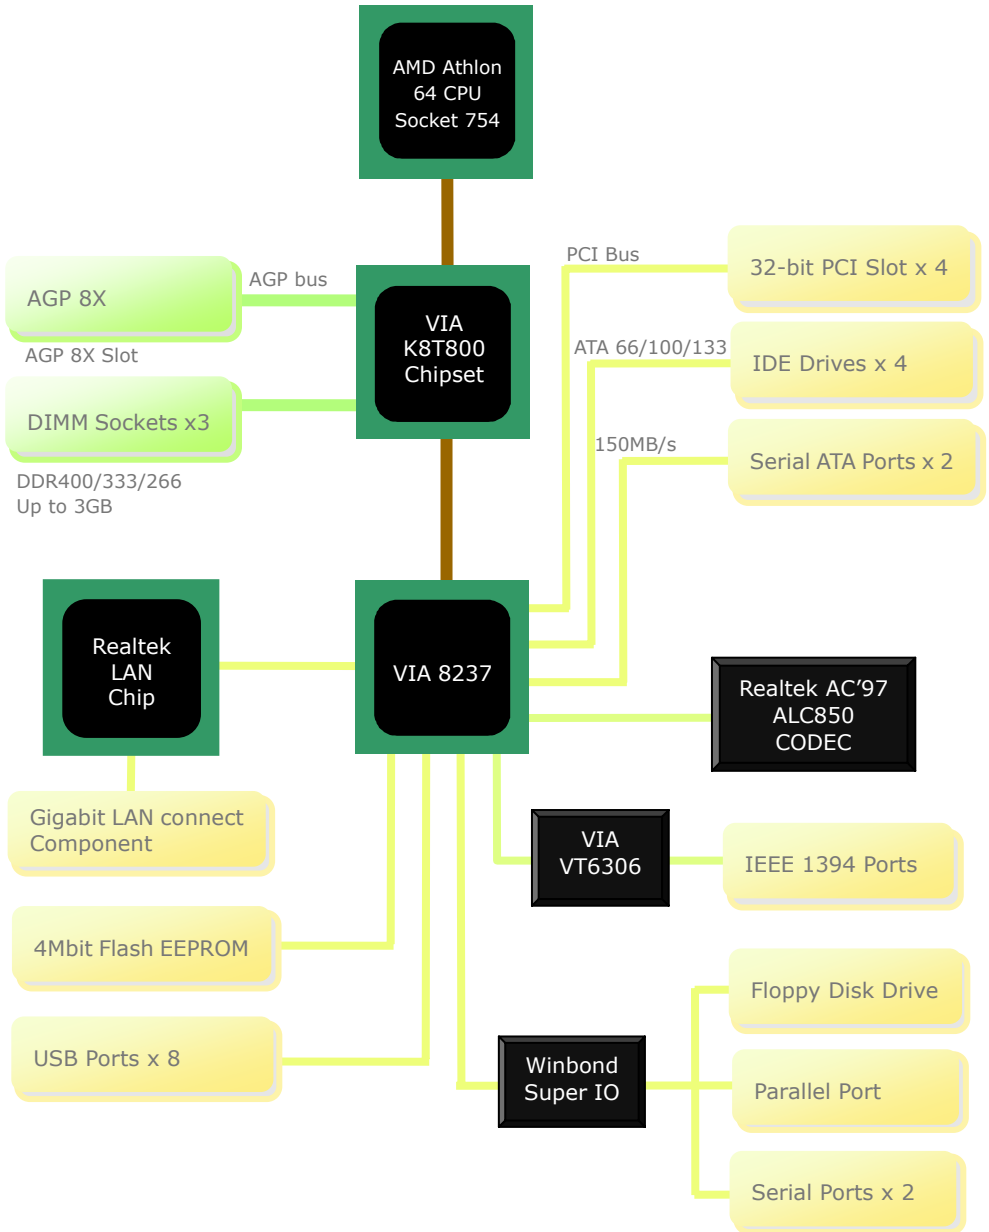 AMD Athlon
64 CPU
Socket 754
PCI Bus
32-bit PCI Slot x 4
AGP 8X
AGP bus
VIA
K8T800
Chipset
AGP 8X Slot
ATA 66/100/133
IDE Drives x 4
DIMM Sockets x3
150MB/s
Serial ATA Ports x 2
DDR400/333/266
Up to 3GB
Realtek
LAN
Chip
VIA 8237
Realtek AC’97
ALC850
CODEC
Gigabit LAN connect
Component
VIA
VT6306
IEEE 1394 Ports
4Mbit Flash EEPROM
Floppy Disk Drive
USB Ports x 8
Winbond
Super IO
Parallel Port
Serial Ports x 2